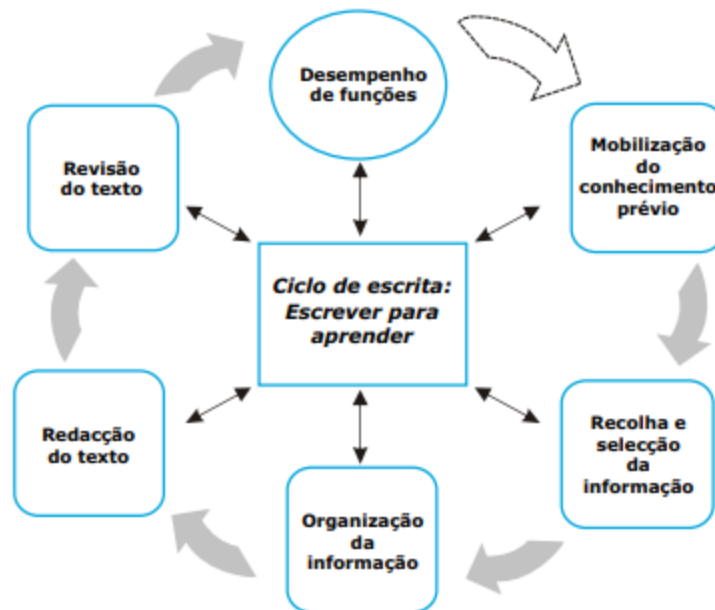 Desempenho
de funções
Mobilização
do
conhecimento
prévio
Recolha e
selecção
da
informação
Organização
da
informação
Redacção
do texto
Revisão
do texto
Ciclo de escrita:
Escrever para
aprender